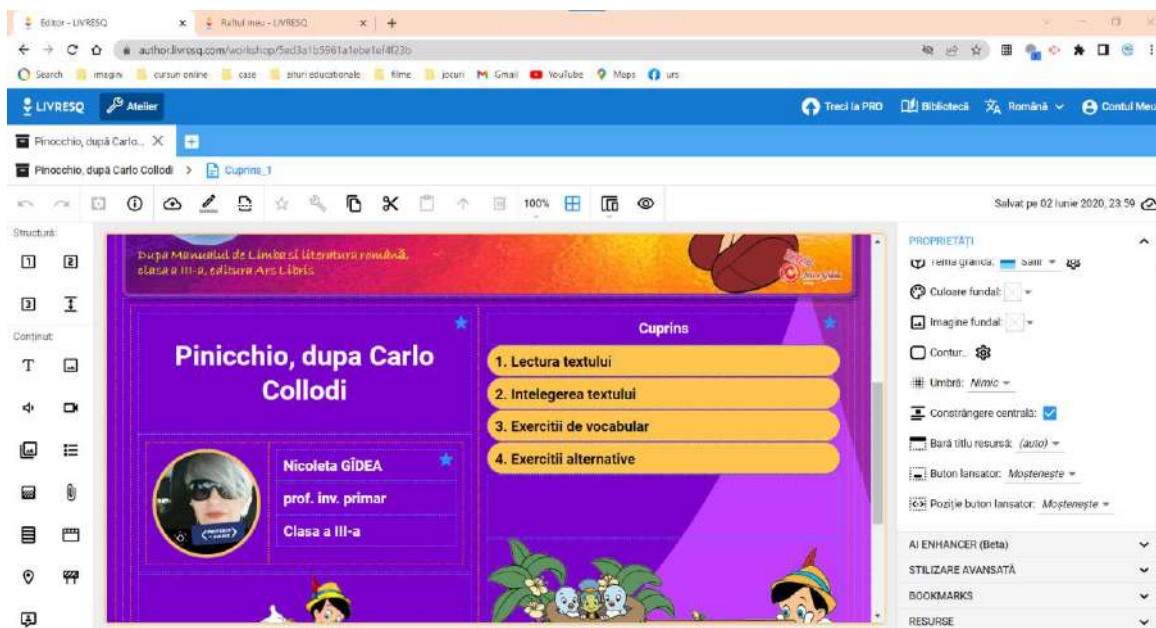 Editor - LIVRESQ
Raftul meu - LIVRESQ
author.livresq.com/workshop/
Search
imagini
cursuri online
case
situri educationale
filme
jocuri
Gmail
YouTube
Maps
urs
LIVRESQ
Atelier
Treci la PRO
Bibliotecă
Română
Contul Meu
Pinocchio, după Carlo...
Pinocchio, după Carlo Collodi
Cuprins_1
100%
Salvat pe 02 Iunie 2020, 23:59
Structură:
Conținut:
După Manualul de Limba si literatura română,
clasa a III-a, editura Ars Libris
Pinicchio, dupa Carlo
Collodi
Nicoleta GÎDEA
prof. inv. primar
Clasa a III-a
Cuprins
1. Lectura textului
2. Intelegerea textului
3. Exercitii de vocabular
4. Exercitii alternative
PROPRIETĂȚI
Tema grafică:
Culoare fundal:
Imagine fundal:
Contur..
Umbră: Nimic
Constrângere centrală:
Bară titlu resursă: (auto)
Buton lansator: Moștenește
Poziție buton lansator: Moștenește
AI ENHANCER (Beta)
STILIZARE AVANSATĂ
BOOKMARKS
RESURSE